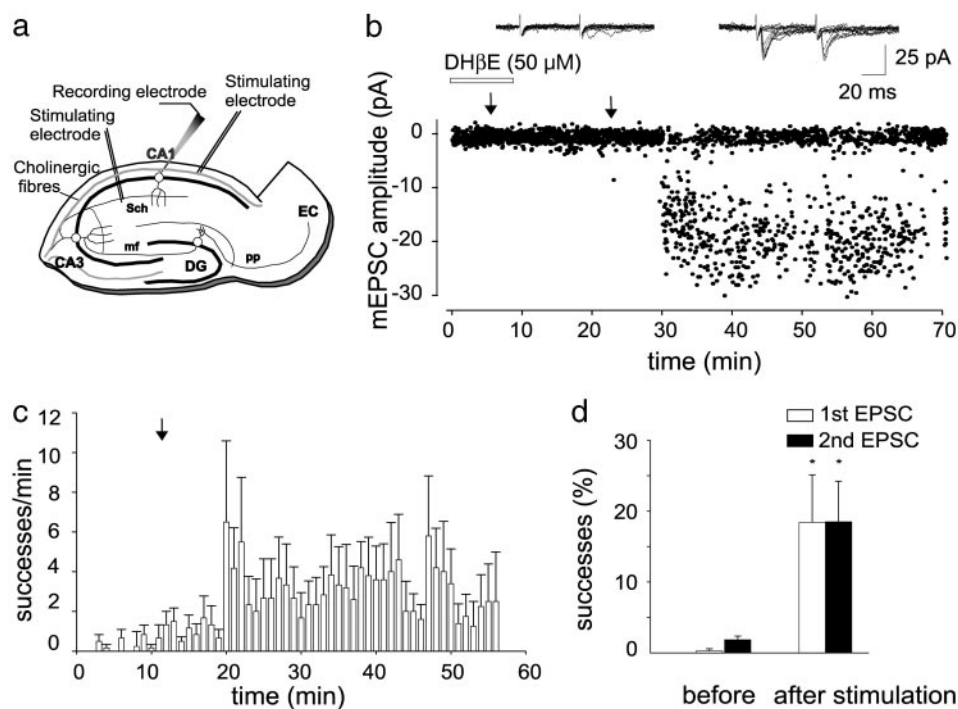 a
Recording electrode
Stimulating
electrode
Stimulating
electrode
Cholinergic
fibres
CA1
Sch
EC
mf
CA3
DG
pp
b
DHβE (50 µM)
25 pA
20 ms
mEPSC amplitude (pA)
0
-10
-20
-30
0 10 20 30 40 50 60 70
time (min)
c
successes/min
12
10
8
6
4
2
0
0 10 20 30 40 50 60
time (min)
d
1st EPSC
2nd EPSC
successes (%)
30
20
10
0
* *
before after stimulation